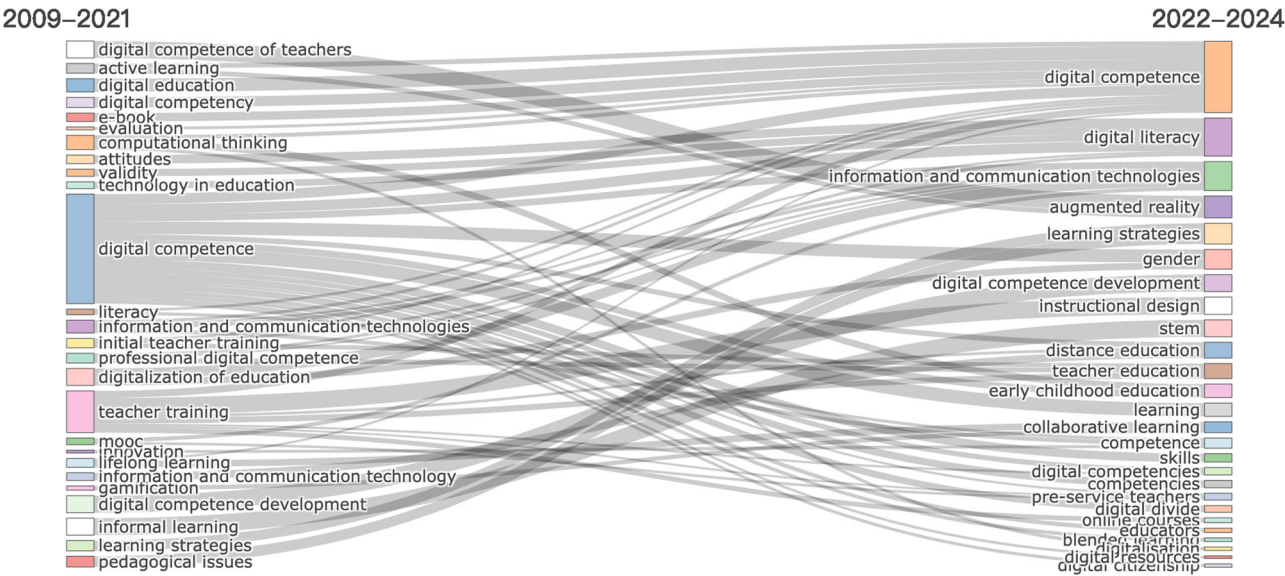 2009–2021
2022–2024
digital competence of teachers
active learning
digital education
digital competency
e-book
evaluation
computational thinking
attitudes
validity
technology in education
digital competence
literacy
information and communication technologies
initial teacher training
professional digital competence
digitalization of education
teacher training
mooc
innovation
lifelong learning
information and communication technology
gamification
digital competence development
informal learning
learning strategies
pedagogical issues
digital competence
digital literacy
information and communication technologies
augmented reality
learning strategies
gender
digital competence development
instructional design
stem
distance education
teacher education
early childhood education
learning
collaborative learning
competence
skills
digital competencies
competencies
pre-service teachers
digital divide
online courses
educators
blended learning
digitalisation
digital resources
digital citizenship